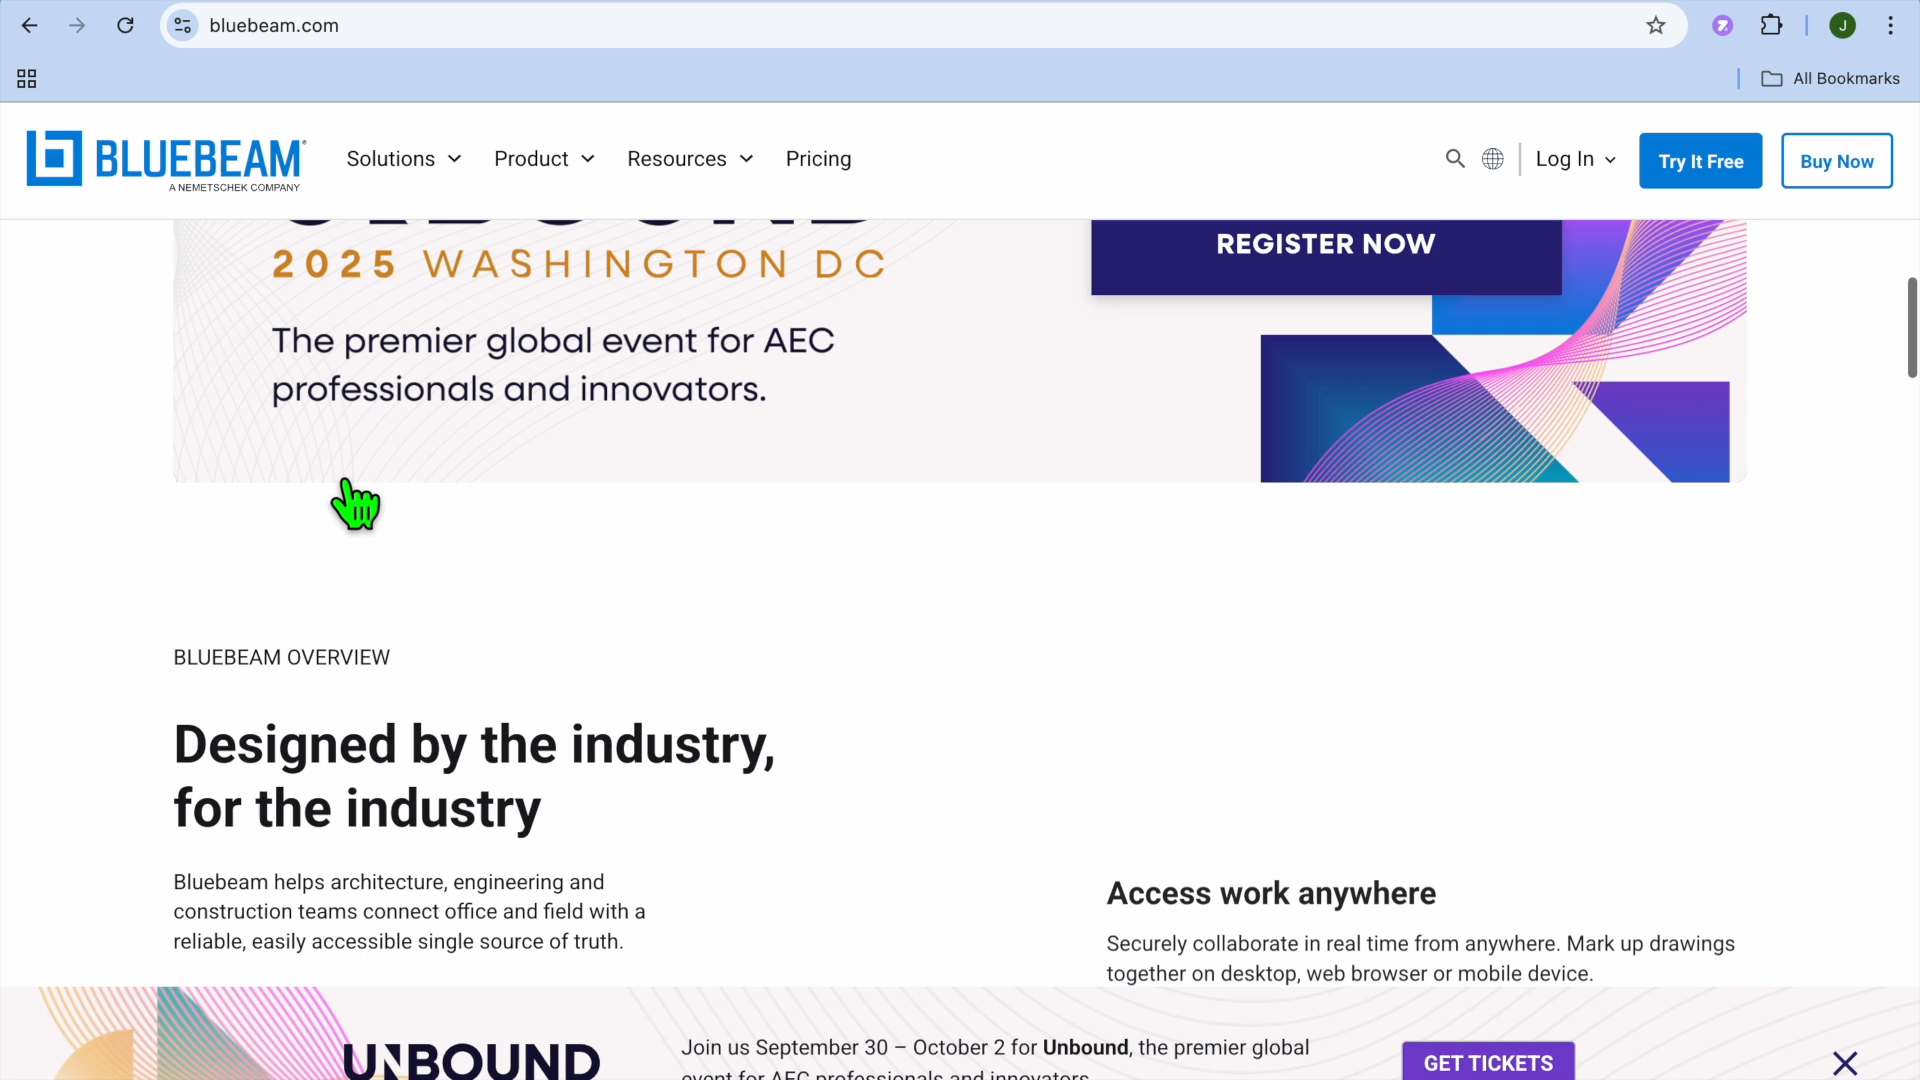 bluebeam.com
J
All Bookmarks
BLUEBEAM
A NEMETSCHEK COMPANY
Solutions
Product
Resources
Pricing
Log In
Try It Free
Buy Now
2025 WASHINGTON DC
REGISTER NOW
The premier global event for AEC
professionals and innovators.
BLUEBEAM OVERVIEW
Designed by the industry,
for the industry
Bluebeam helps architecture, engineering and
construction teams connect office and field with a
reliable, easily accessible single source of truth.
Access work anywhere
Securely collaborate in real time from anywhere. Mark up drawings
together on desktop, web browser or mobile device.
UNBOUND
Join us September 30 – October 2 for Unbound, the premier global
event for AEC professionals and innovators.
GET TICKETS